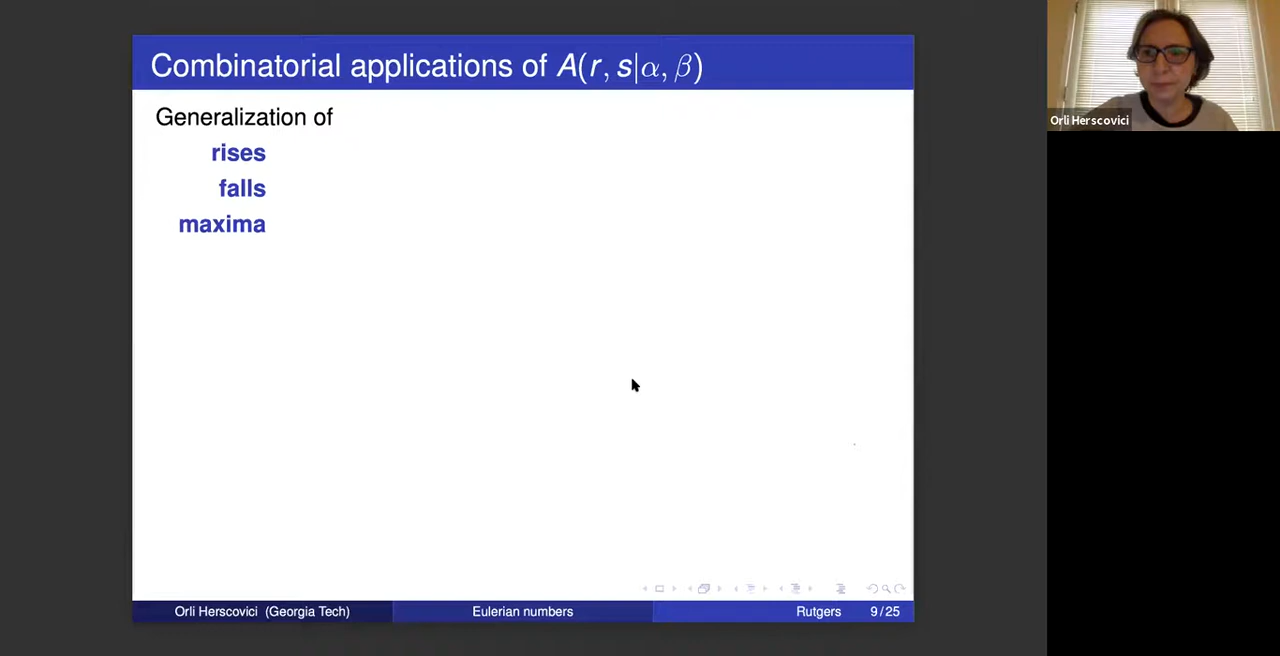 Combinatorial applications of A(r, s|α, β)
Generalization of
rises
falls
maxima
Orli Herscovici (Georgia Tech)
Eulerian numbers
Rutgers
9/25
Orli Herscovici